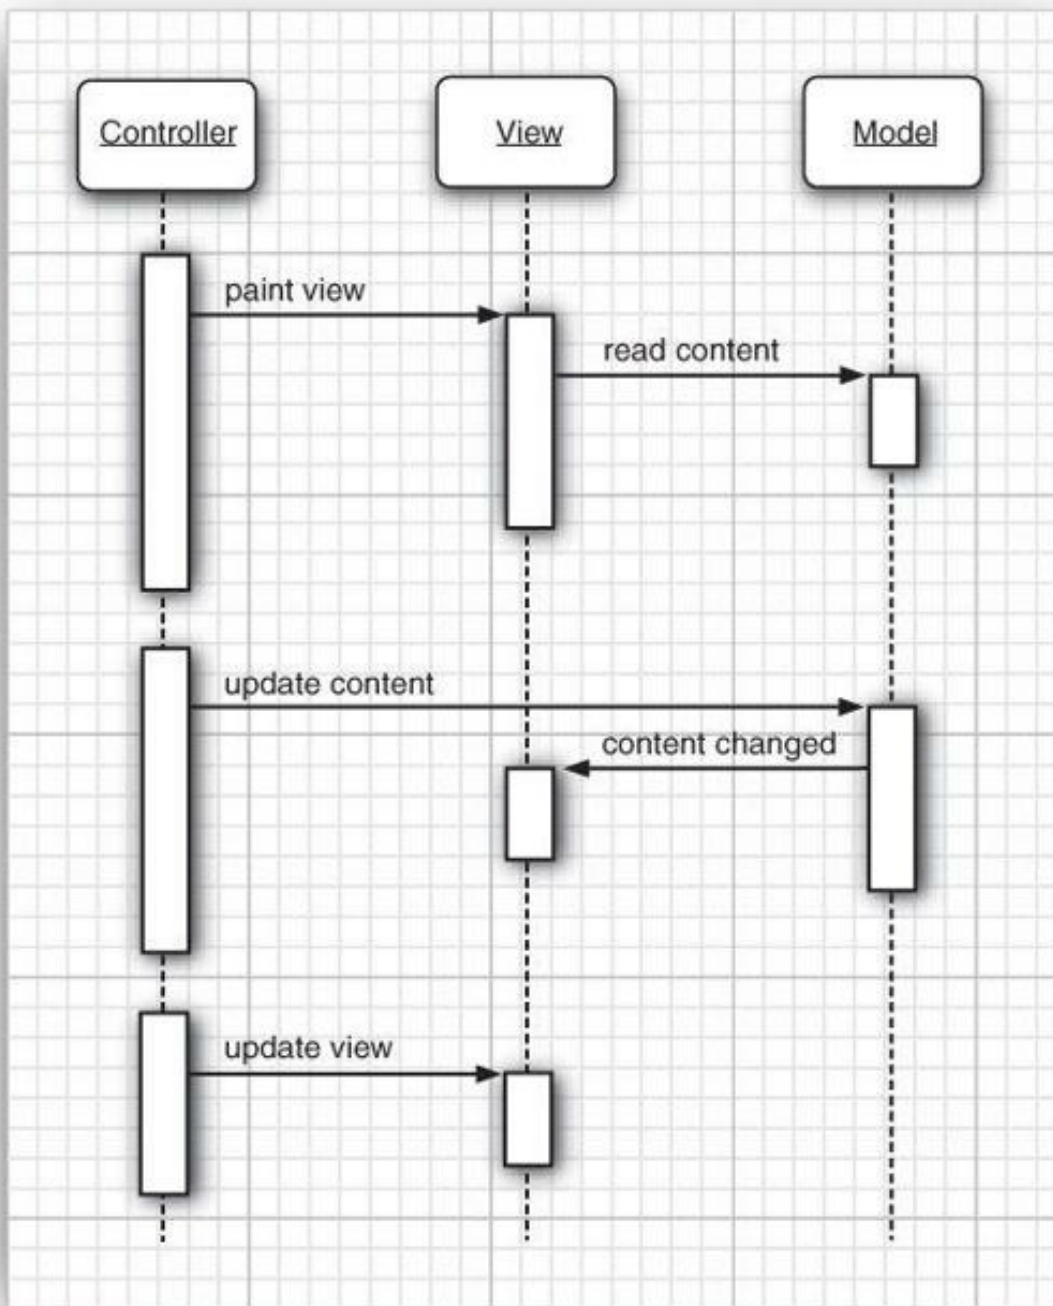 Controller
View
Model
paint view
read content
update content
content changed
update view